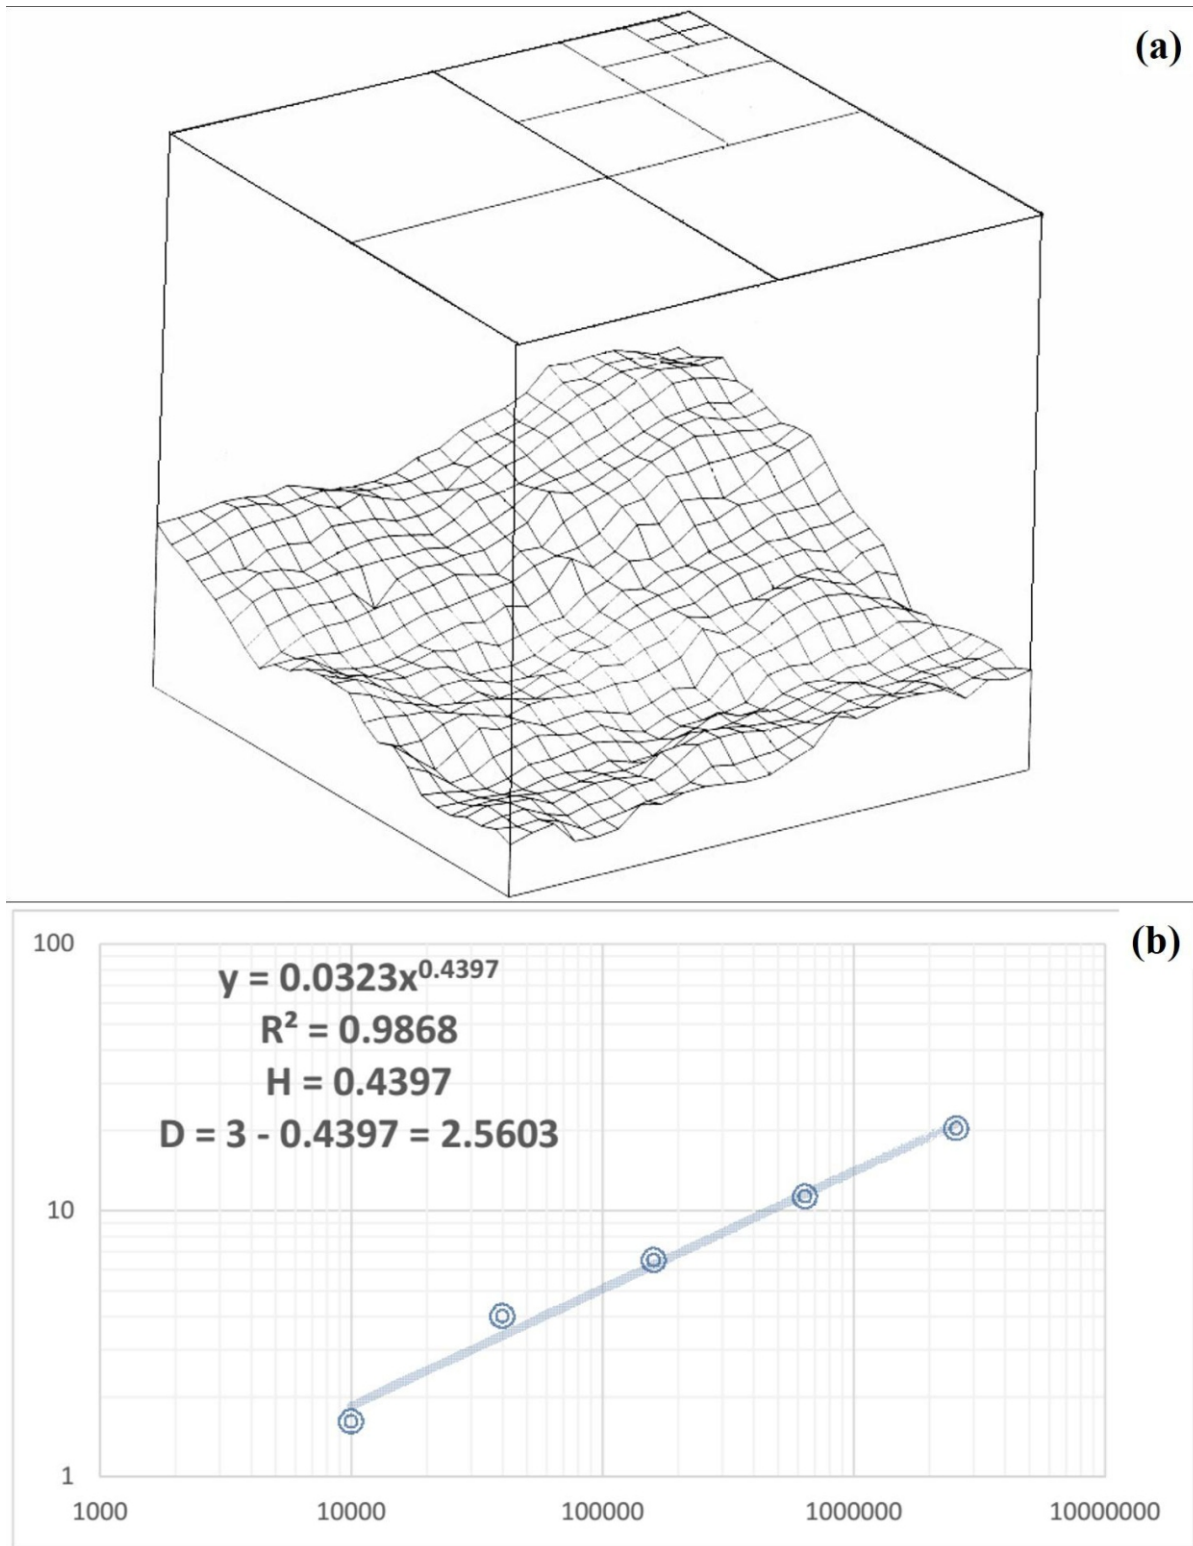 (a)
(b)
100
y = 0.0323x^0.4397
R² = 0.9868
H = 0.4397
D = 3 - 0.4397 = 2.5603
10
1
1000 10000 100000 1000000 10000000